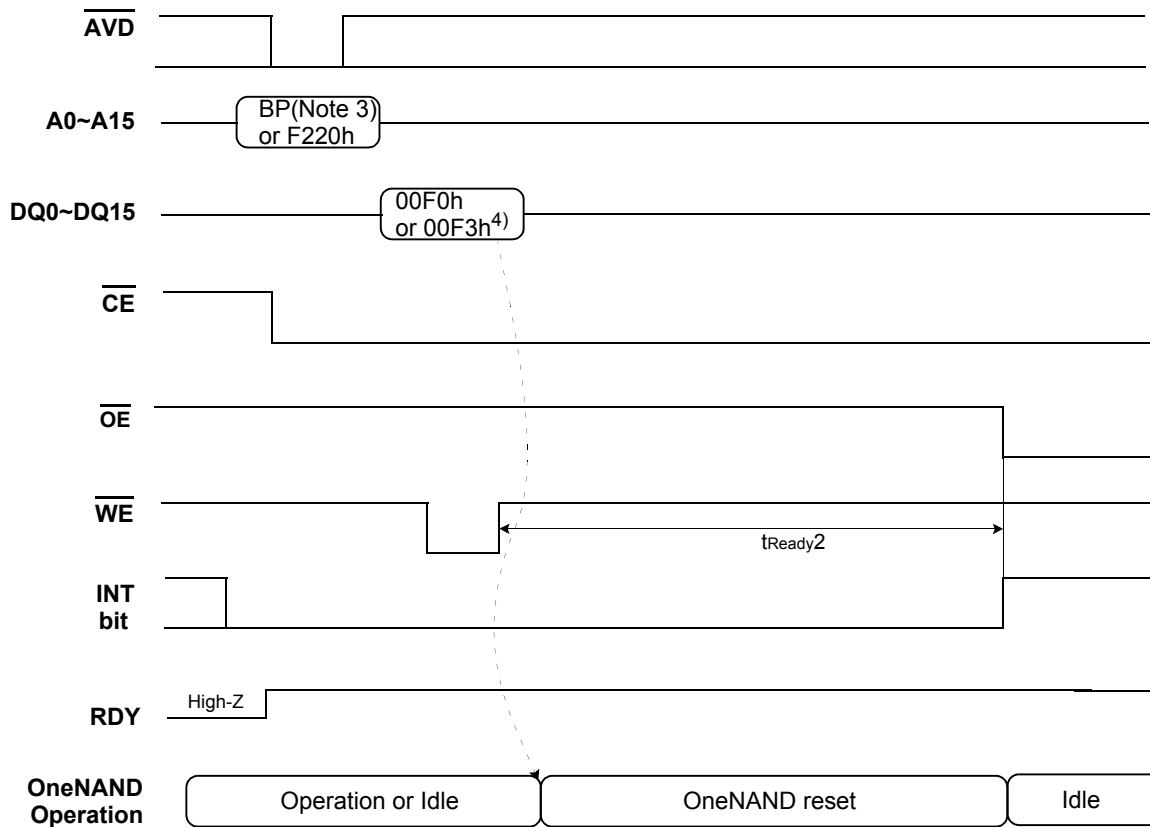 AVD
A0~A15
BP(Note 3)
or F220h
DQ0~DQ15
00F0h
or 00F3h4)
CE
OE
WE
tReady2
INT
bit
High-Z
RDY
OneNAND
Operation
Operation or Idle
OneNAND reset
Idle